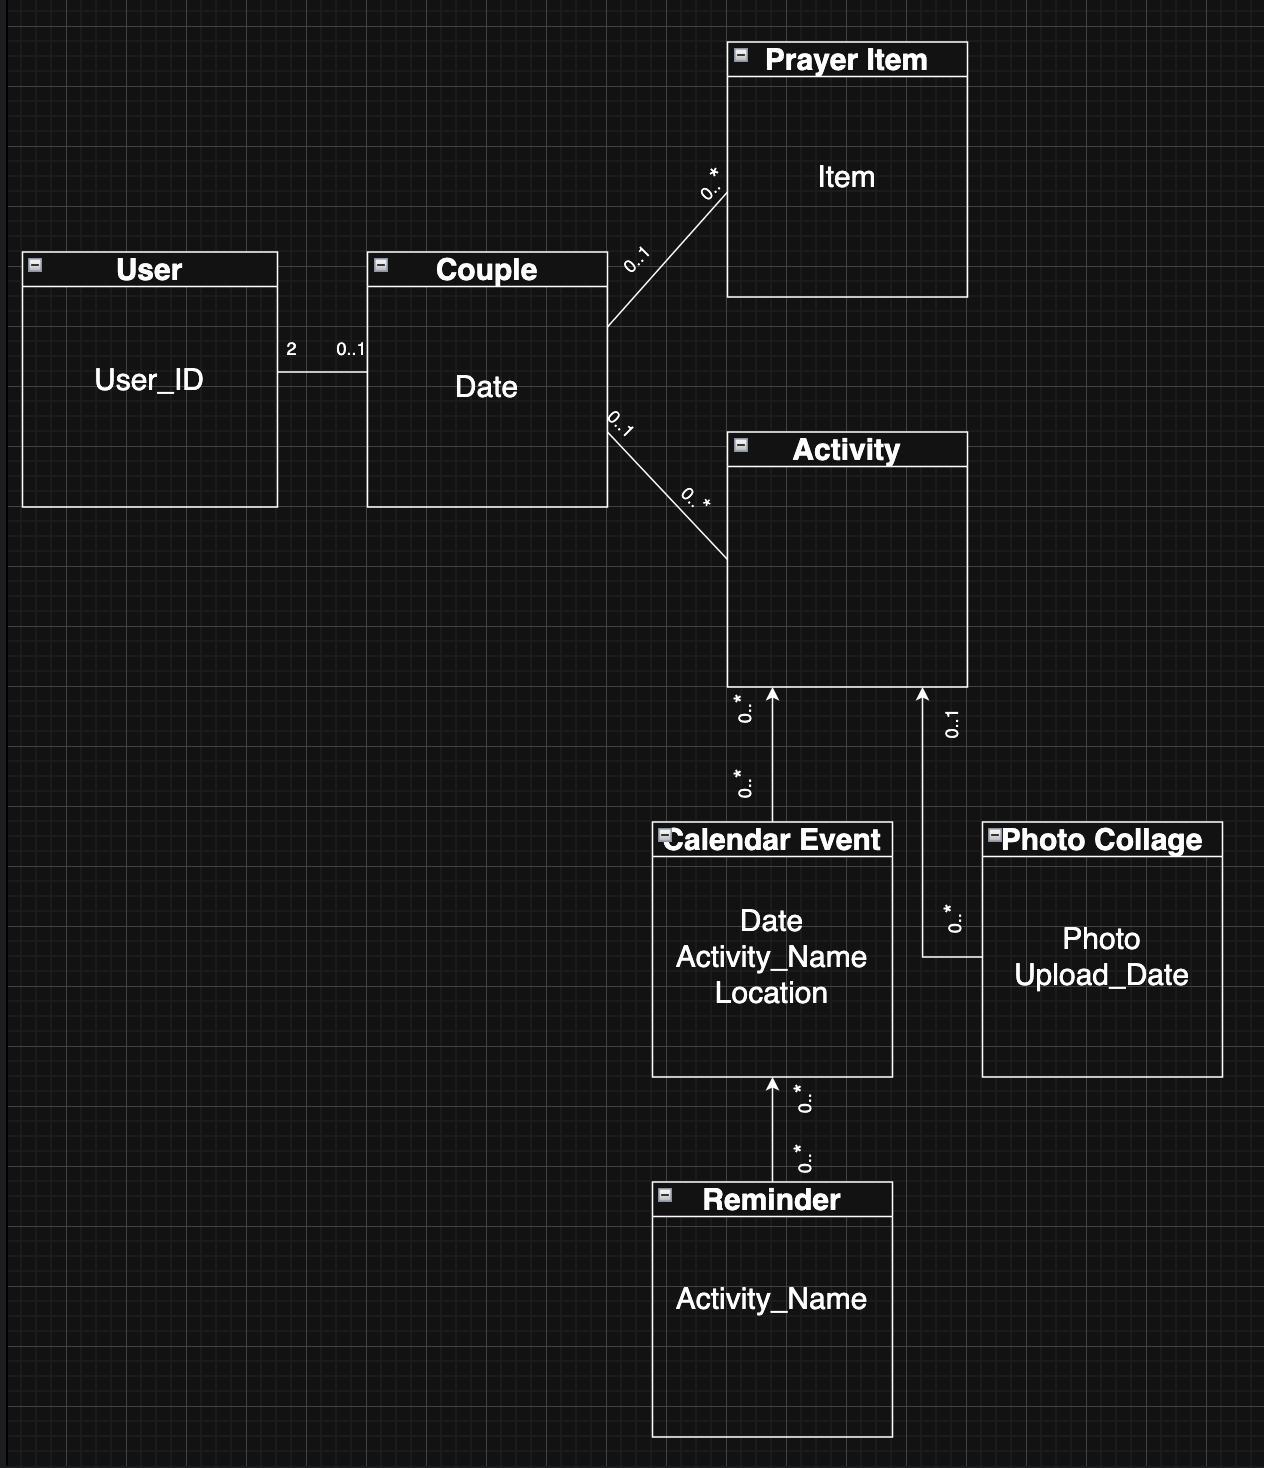 Prayer Item
Item
0..*
0..1
User
User_ID
2
0..1
Couple
Date
0..1
0..*
Activity
0..*
0..*
0..1
0..*
Calendar Event
Date
Activity_Name
Location
Photo Collage
Photo
Upload_Date
0..*
0..*
Reminder
Activity_Name